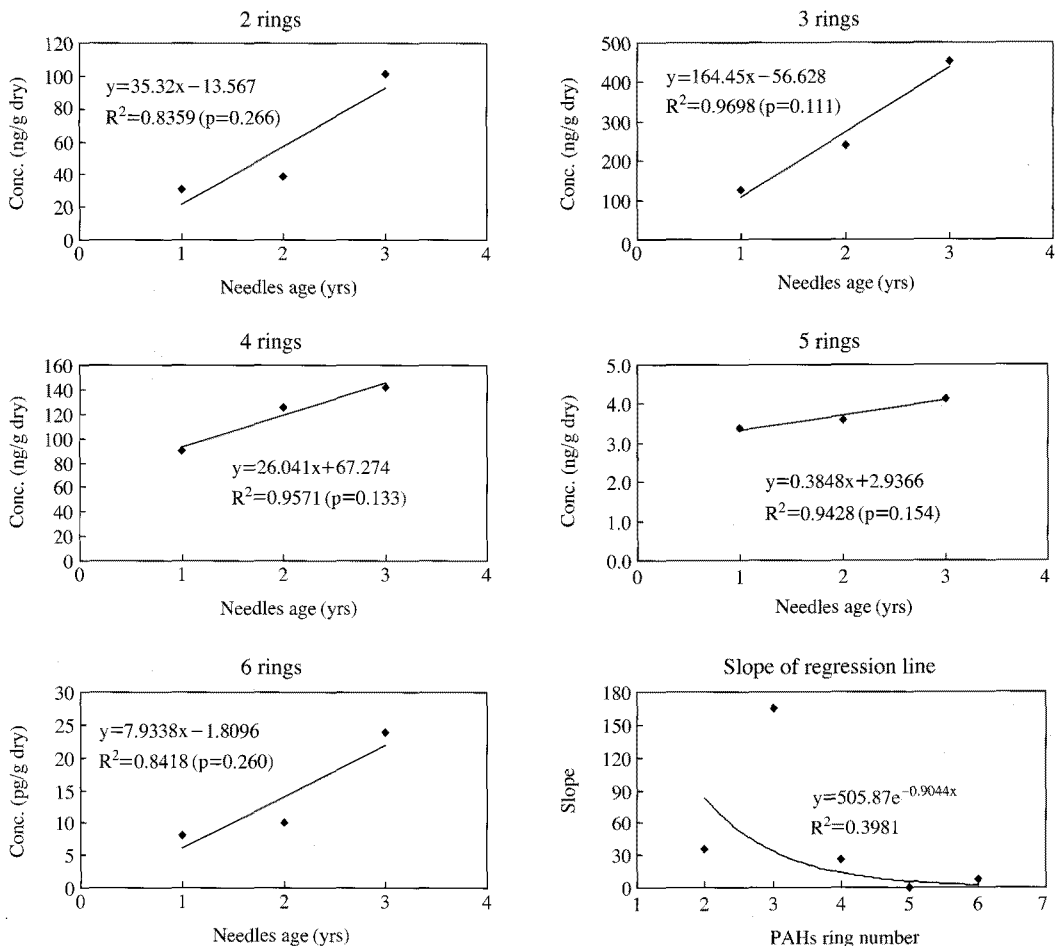 2 rings
120
100
80
60
40
20
0
y=35.32x−13.567
R²=0.8359 (p=0.266)
0 1 2 3 4
Conc. (ng/g dry)
Needles age (yrs)
3 rings
500
400
300
200
100
0
y=164.45x−56.628
R²=0.9698 (p=0.111)
0 1 2 3 4
Conc. (ng/g dry)
Needles age (yrs)
4 rings
160
140
120
100
80
60
40
20
0
y=26.041x+67.274
R²=0.9571 (p=0.133)
0 1 2 3 4
Conc. (ng/g dry)
Needles age (yrs)
5 rings
5.0
4.0
3.0
2.0
1.0
0.0
y=0.3848x+2.9366
R²=0.9428 (p=0.154)
0 1 2 3 4
Conc. (ng/g dry)
Needles age (yrs)
6 rings
30
25
20
15
10
5
0
y=7.9338x−1.8096
R²=0.8418 (p=0.260)
0 1 2 3 4
Conc. (pg/g dry)
Needles age (yrs)
Slope of regression line
180
150
120
90
60
30
0
y=505.87e^−0.9044x
R²=0.3981
1 2 3 4 5 6 7
Slope
PAHs ring number